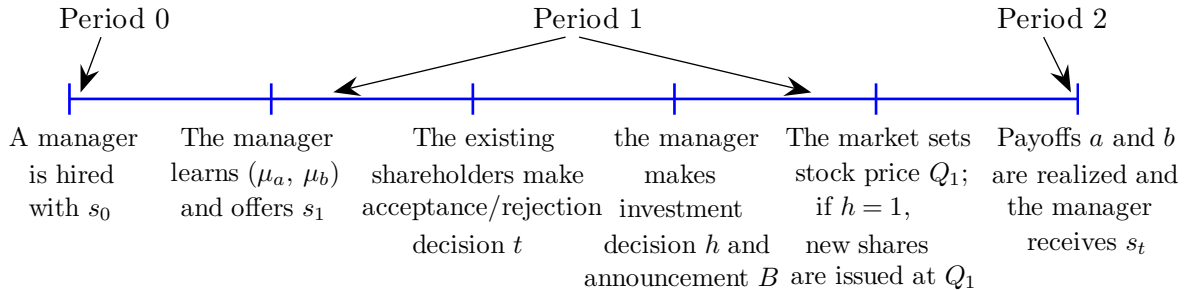 Period 0
Period 1
Period 2
A manager
is hired
with s₀
The manager
learns (μₐ, μ_b)
and offers s₁
The existing
shareholders make
acceptance/rejection
decision t
the manager
makes
investment
decision h and
announcement B
The market sets
stock price Q₁;
if h = 1,
new shares
are issued at Q₁
Payoffs a and b
are realized and
the manager
receives sₜ